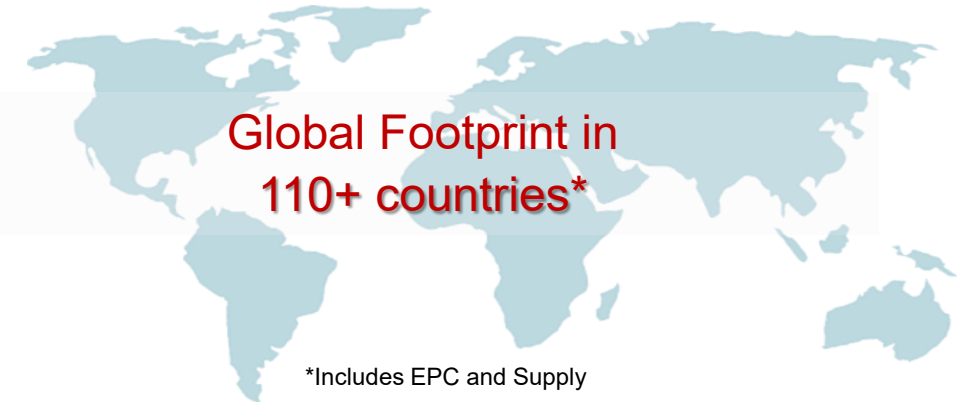 Global Footprint in
110+ countries*
*Includes EPC and Supply